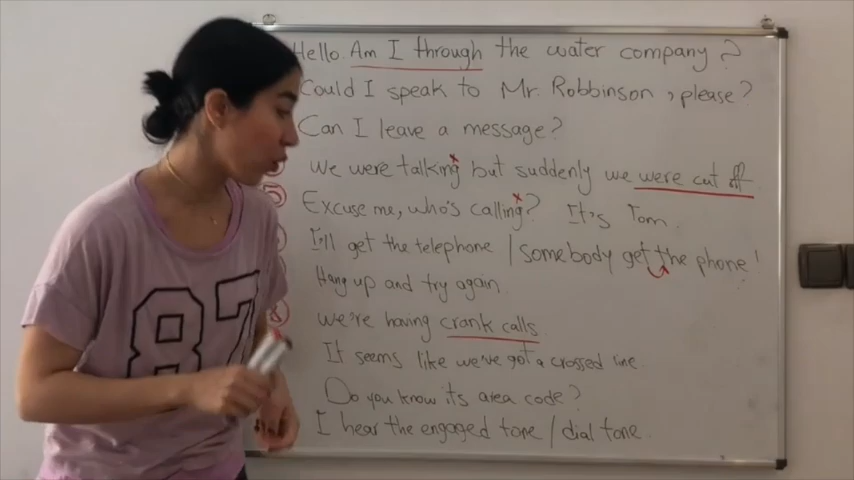 Hello. Am I through the water company?
Could I speak to Mr. Robbinson, please?
Can I leave a message?
We were talking but suddenly we were cut off
Excuse me, who's calling? It's Tom.
I'll get the telephone / somebody get the phone!
Hang up and try again.
We're having crank calls
It seems like we've got a crossed line.
Do you know its area code?
I hear the engaged tone / dial tone.
87